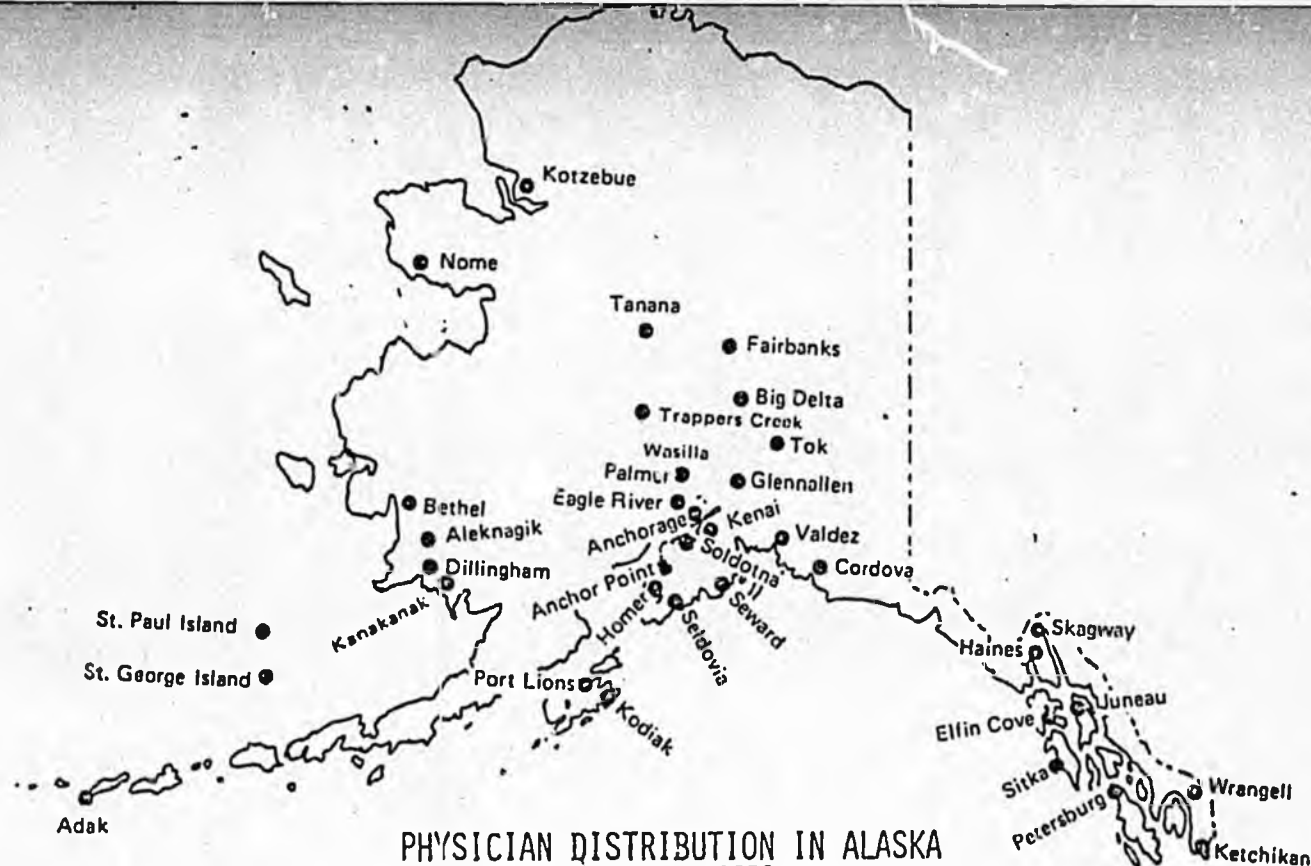 Kotzebue
Nome
Tanana
Fairbanks
Big Delta
Trappers Creek
Tok
Wasilla
Palmer
Glennallen
Eagle River
Bethel
Anchorage
Kenai
Aleknagik
Valdez
Soldotna
Dillingham
Anchor Point
Cordova
Kanakanak
Homer
Seldovia
Seward
St. Paul Island
St. George Island
Skagway
Haines
Port Lions
Kodiak
Juneau
Elfin Cove
Sitka
Wrangell
Petersburg
Adak
Ketchikan
PHYSICIAN DISTRIBUTION IN ALASKA